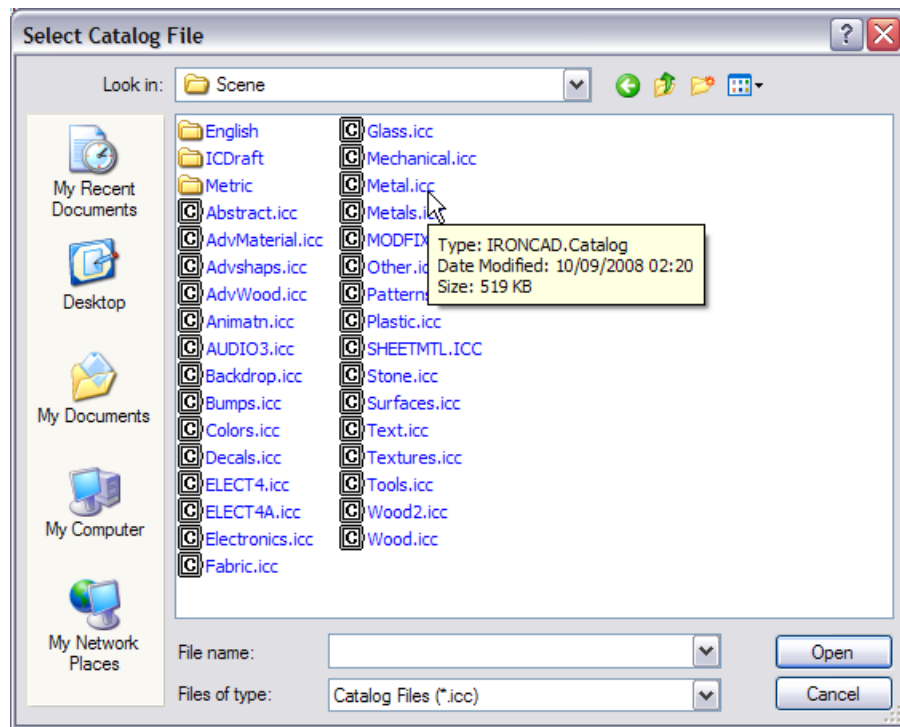 Select Catalog File
Look in: Scene
My Recent
Documents
Desktop
My Documents
My Computer
My Network
Places
English
ICDraft
Metric
Abstract.icc
AdvMaterial.icc
Advshaps.icc
AdvWood.icc
Animatn.icc
AUDIO3.icc
Backdrop.icc
Bumps.icc
Colors.icc
Decals.icc
ELECT4.icc
ELECT4A.icc
Electronics.icc
Fabric.icc
Glass.icc
Mechanical.icc
Metal.icc
Metals.i
MODFIX
Other.ic
Patterns
Plastic.icc
SHEETMTL.ICC
Stone.icc
Surfaces.icc
Text.icc
Textures.icc
Tools.icc
Wood2.icc
Wood.icc
Type: IRONCAD.Catalog
Date Modified: 10/09/2008 02:20
Size: 519 KB
File name:
Open
Files of type: Catalog Files (*.icc)
Cancel